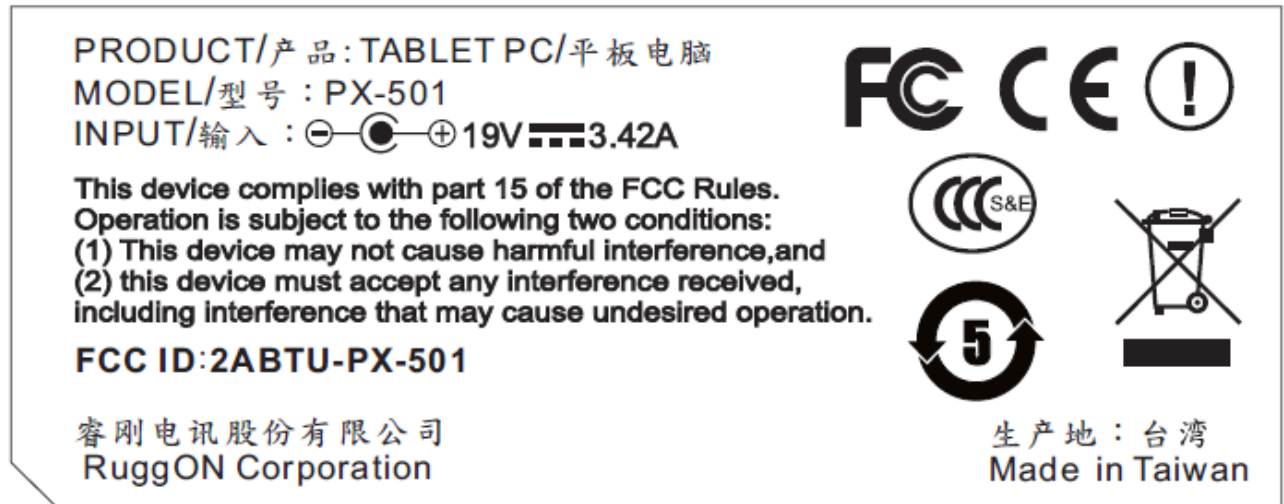 PRODUCT/产品: TABLET PC/平板电脑
MODEL/型号：PX-501
INPUT/输入：19V 3.42A
This device complies with part 15 of the FCC Rules.
Operation is subject to the following two conditions:
(1) This device may not cause harmful interference,and
(2) this device must accept any interference received,
including interference that may cause undesired operation.
FCC ID:2ABTU-PX-501
睿刚电讯股份有限公司
RuggON Corporation
FC CE !
CCC S&E
5
生产地：台湾
Made in Taiwan